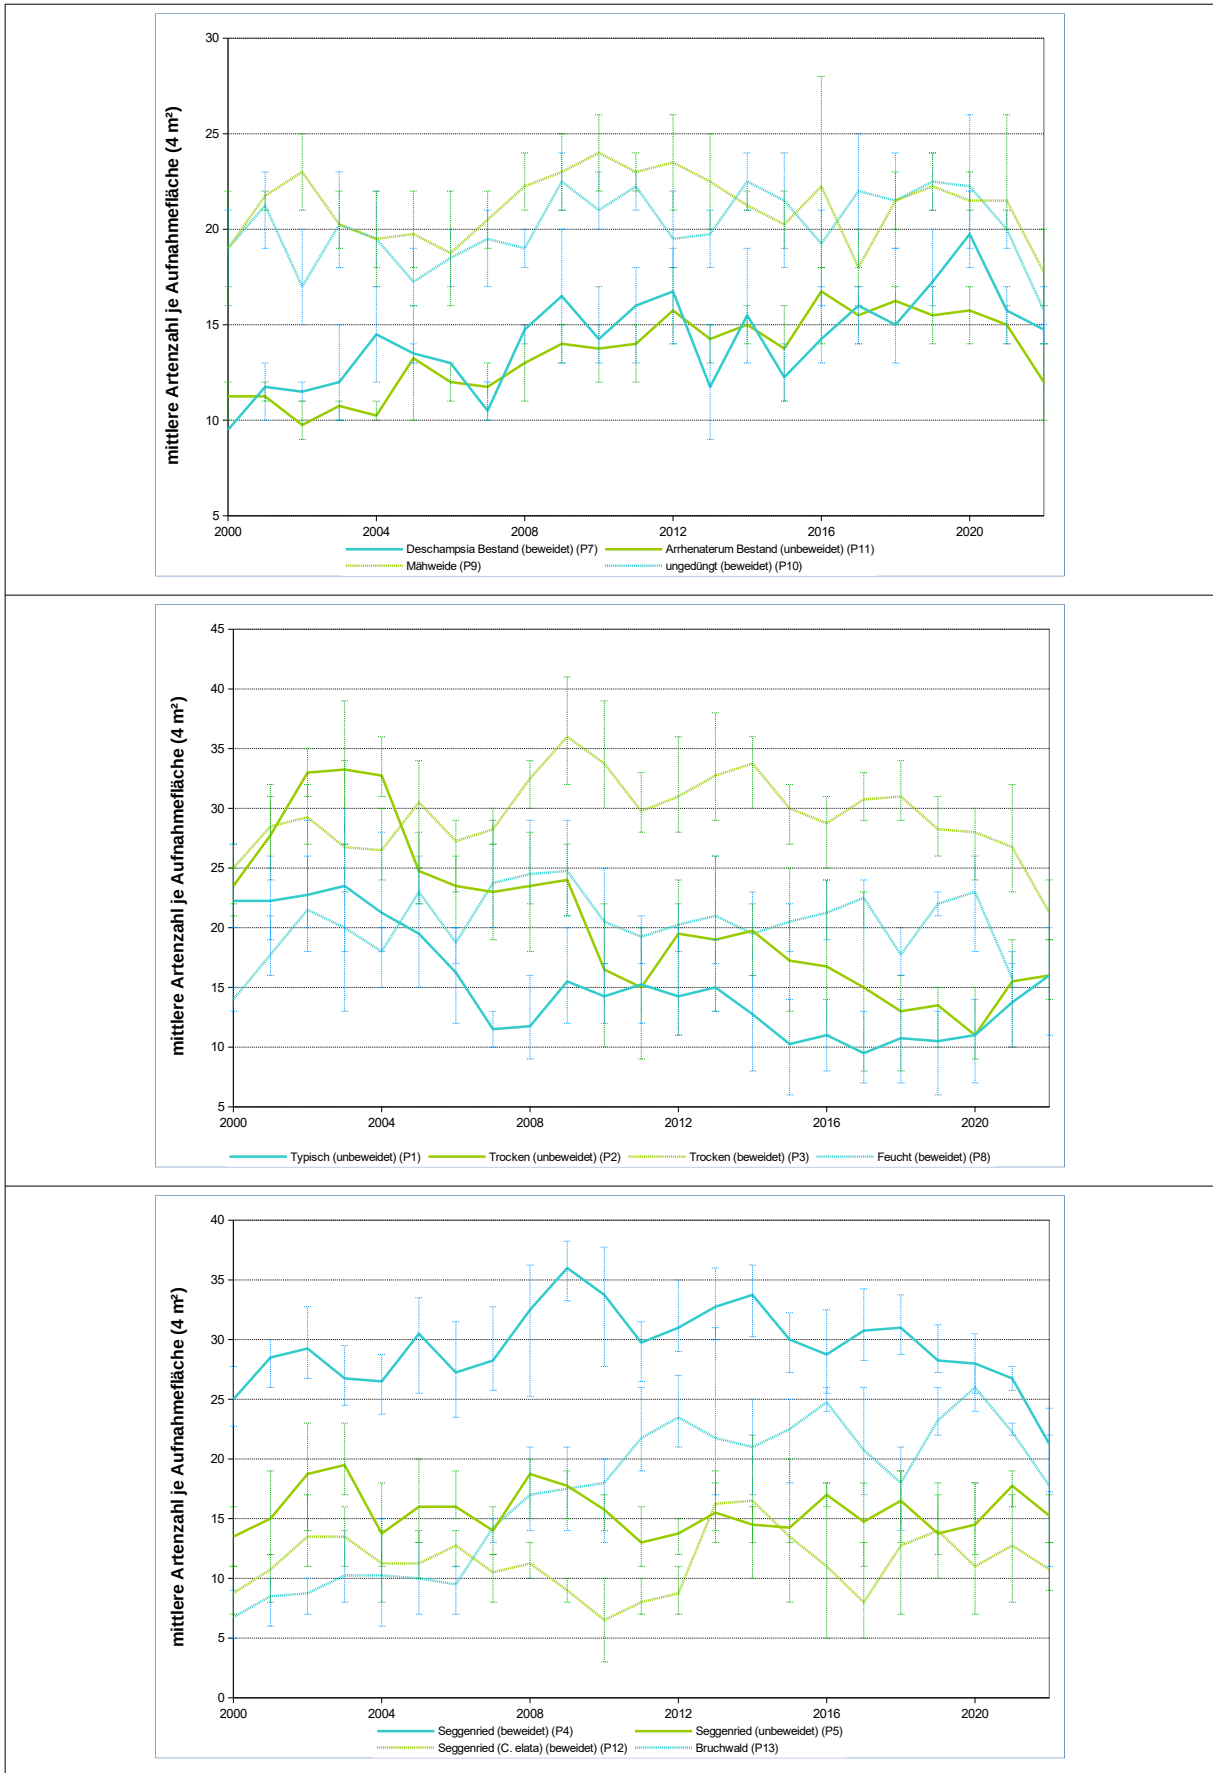 mittlere Artenzahl je Aufnahmefläche (4 m²)
30
25
20
15
10
5
2000 2004 2008 2012 2016 2020
Deschampsia Bestand (beweidet) (P7) Arrhenaterum Bestand (unbeweidet) (P11)
Mähweide (P9) ungedüngt (beweidet) (P10)
mittlere Artenzahl je Aufnahmefläche (4 m²)
45
40
35
30
25
20
15
10
5
2000 2004 2008 2012 2016 2020
Typisch (unbeweidet) (P1) Trocken (unbeweidet) (P2) Trocken (beweidet) (P3) Feucht (beweidet) (P8)
mittlere Artenzahl je Aufnahmefläche (4 m²)
40
35
30
25
20
15
10
5
0
2000 2004 2008 2012 2016 2020
Seggenried (beweidet) (P4) Seggenried (unbeweidet) (P5)
Seggenried (C. elata) (beweidet) (P12) Bruchwald (P13)